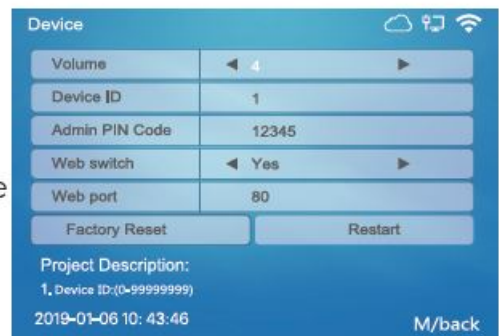 Device
Volume ◀ 4 ▶
Device ID 1
Admin PIN Code 12345
Web switch ◀ Yes ▶
e
Web port 80
Factory Reset Restart
Project Description:
1. Device ID:(0-99999999)
2019-01-06 10: 43:46 M/back